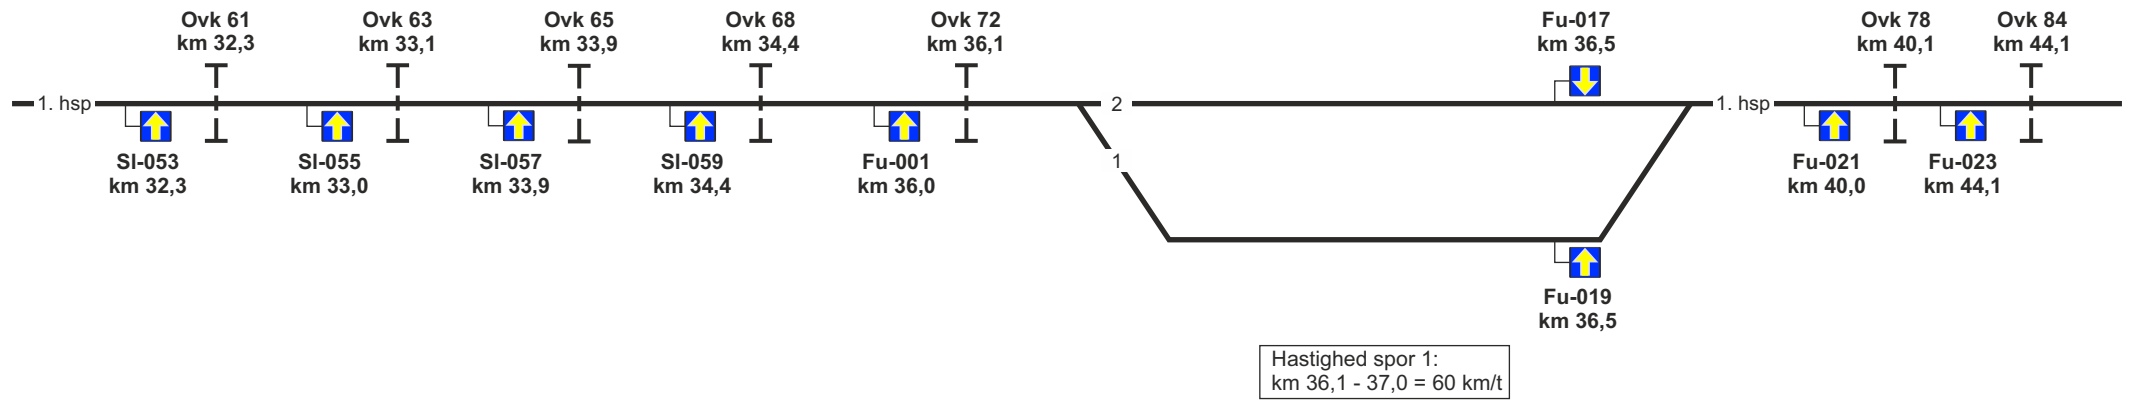 Ovk 61
km 32,3
Ovk 63
km 33,1
Ovk 65
km 33,9
Ovk 68
km 34,4
Ovk 72
km 36,1
Fu-017
km 36,5
Ovk 78
km 40,1
Ovk 84
km 44,1
1. hsp
2
1. hsp
1
Sl-053
km 32,3
Sl-055
km 33,0
Sl-057
km 33,9
Sl-059
km 34,4
Fu-001
km 36,0
Fu-021
km 40,0
Fu-023
km 44,1
Fu-019
km 36,5
Hastighed spor 1:
km 36,1 - 37,0 = 60 km/t